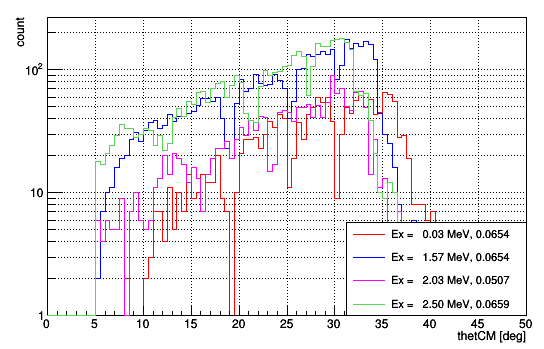 count
10²
10
1
0 5 10 15 20 25 30 35 40 45 50
thetCM [deg]
Ex = 0.03 MeV, 0.0654
Ex = 1.57 MeV, 0.0654
Ex = 2.03 MeV, 0.0507
Ex = 2.50 MeV, 0.0659